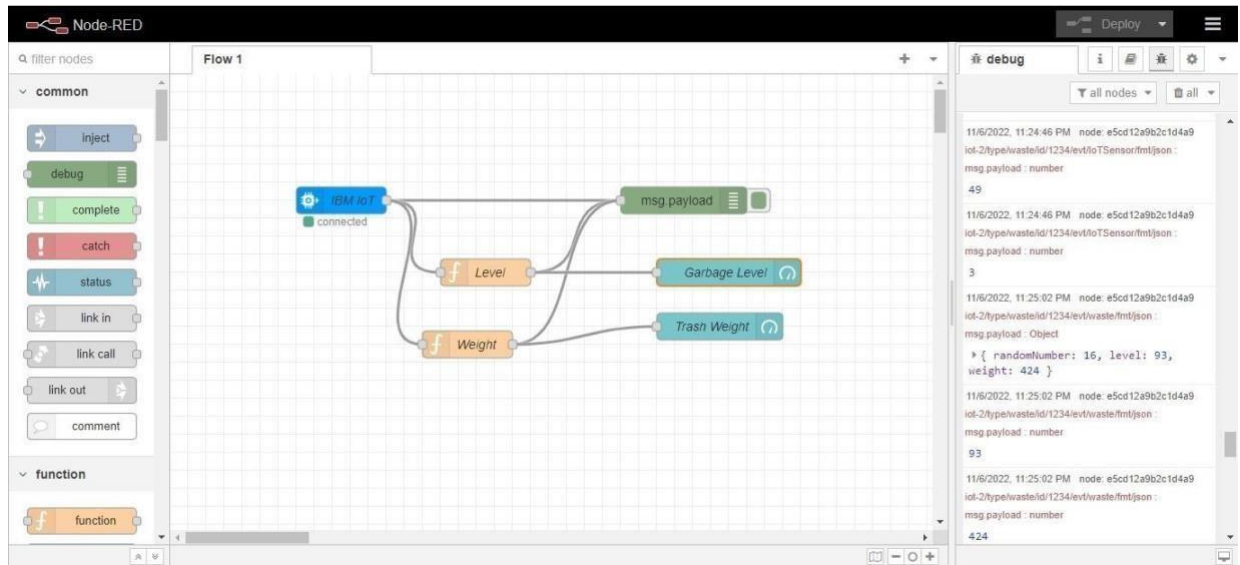 Node-RED
Deploy
filter nodes
Flow 1
debug
i
all nodes
all
common
inject
debug
complete
catch
status
link in
link call
link out
comment
function
function
IBM IoT
connected
msg.payload
Level
Garbage Level
Weight
Trash Weight
11/6/2022, 11:24:46 PM node: e5cd12a9b2c1d4a9
iot-2/type/waste/id/1234/evt/IoTSensor/fmt/json :
msg.payload : number
49
11/6/2022, 11:24:46 PM node: e5cd12a9b2c1d4a9
iot-2/type/waste/id/1234/evt/IoTSensor/fmt/json :
msg.payload : number
3
11/6/2022, 11:25:02 PM node: e5cd12a9b2c1d4a9
iot-2/type/waste/id/1234/evt/waste/fmt/json :
msg.payload : Object
{ randomNumber: 16, level: 93,
weight: 424 }
11/6/2022, 11:25:02 PM node: e5cd12a9b2c1d4a9
iot-2/type/waste/id/1234/evt/waste/fmt/json :
msg.payload : number
93
11/6/2022, 11:25:02 PM node: e5cd12a9b2c1d4a9
iot-2/type/waste/id/1234/evt/waste/fmt/json :
msg.payload : number
424